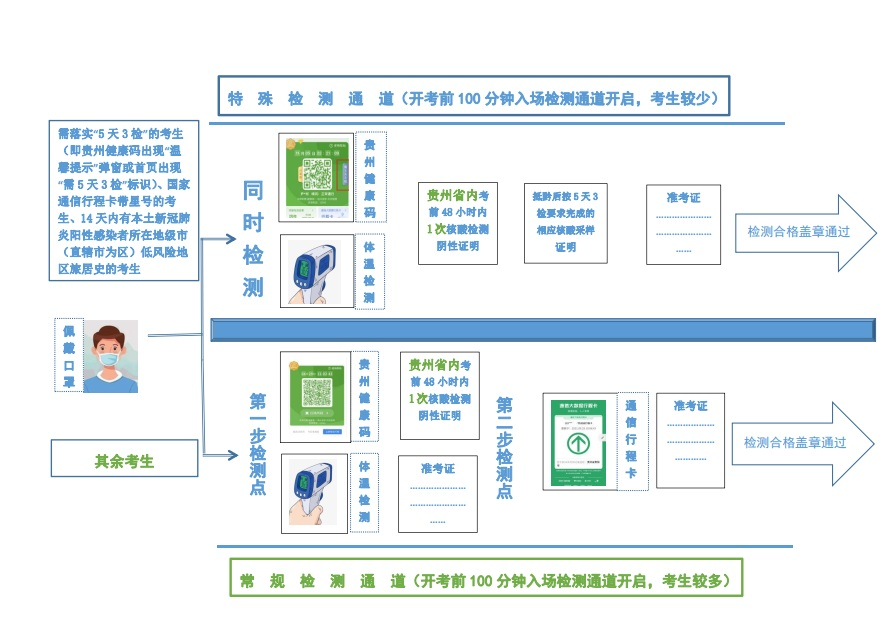 特 殊 检 测 通 道（开考前 100 分钟入场检测通道开启，考生较少）
需落实“5 天 3 检”的考生
（即贵州健康码出现“温
馨提示”弹窗或首页出现
“需 5 天 3 检”标识）、国家
通信行程卡带星号的考
生、14 天内有本土新冠肺
炎阳性感染者所在地级市
（直辖市为区）低风险地
区旅居史的考生
同时检测
贵州健康码
体温检测
贵州省内考
前 48 小时内
1 次核酸检测
阴性证明
抵黔后按 5 天 3
检要求完成的
相应核酸采样
证明
准考证
………………
………………
……
检测合格盖章通过
佩戴口罩
其余考生
第一步检测点
贵州健康码
体温检测
贵州省内考
前 48 小时内
1 次核酸检测
阴性证明
准考证
………………
………………
……
第二步检测点
通信行程卡
准考证
……………
……………
…………
检测合格盖章通过
常 规 检 测 通 道（开考前 100 分钟入场检测通道开启，考生较多）